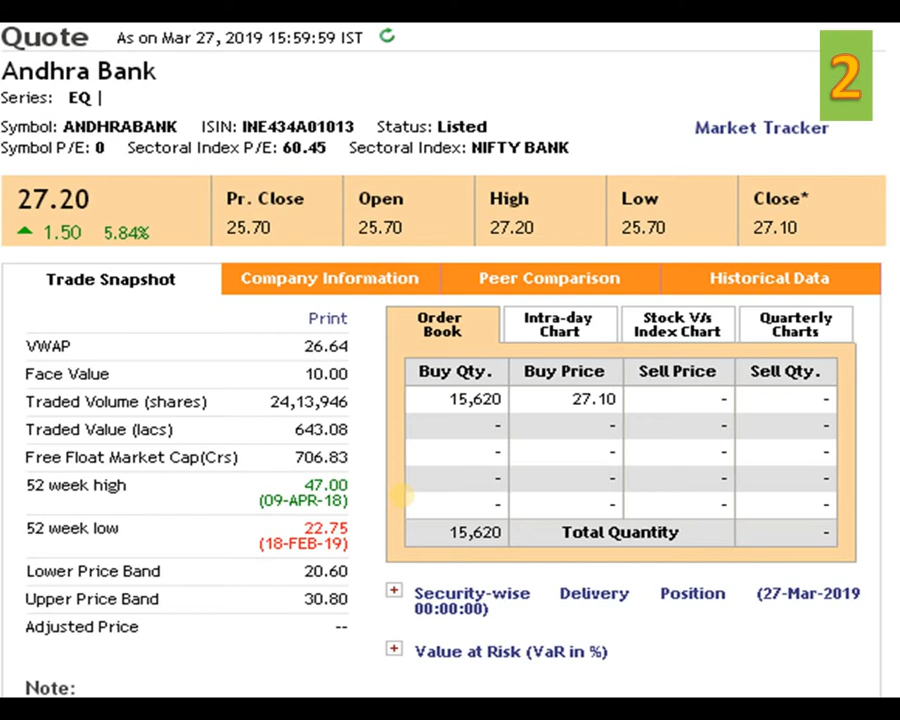 Quote As on Mar 27, 2019 15:59:59 IST
2
Andhra Bank
Series: EQ |
Symbol: ANDHRABANK ISIN: INE434A01013 Status: Listed
Market Tracker
Symbol P/E: 0 Sectoral Index P/E: 60.45 Sectoral Index: NIFTY BANK
27.20 Pr. Close Open High Low Close*
1.50 5.84% 25.70 25.70 27.20 25.70 27.10
Trade Snapshot Company Information Peer Comparison Historical Data
Print
VWAP 26.64
Face Value 10.00
Traded Volume (shares) 24,13,946
Traded Value (lacs) 643.08
Free Float Market Cap(Crs) 706.83
52 week high 47.00
(09-APR-18)
52 week low 22.75
(18-FEB-19)
Lower Price Band 20.60
Upper Price Band 30.80
Adjusted Price --
Order Intra-day Stock V/s Quarterly
Book Chart Index Chart Charts
Buy Qty. Buy Price Sell Price Sell Qty.
15,620 27.10 - -
- - - -
- - - -
- - - -
- - - -
15,620 Total Quantity -
+ Security-wise Delivery Position (27-Mar-2019
00:00:00)
+ Value at Risk (VaR in %)
Note: